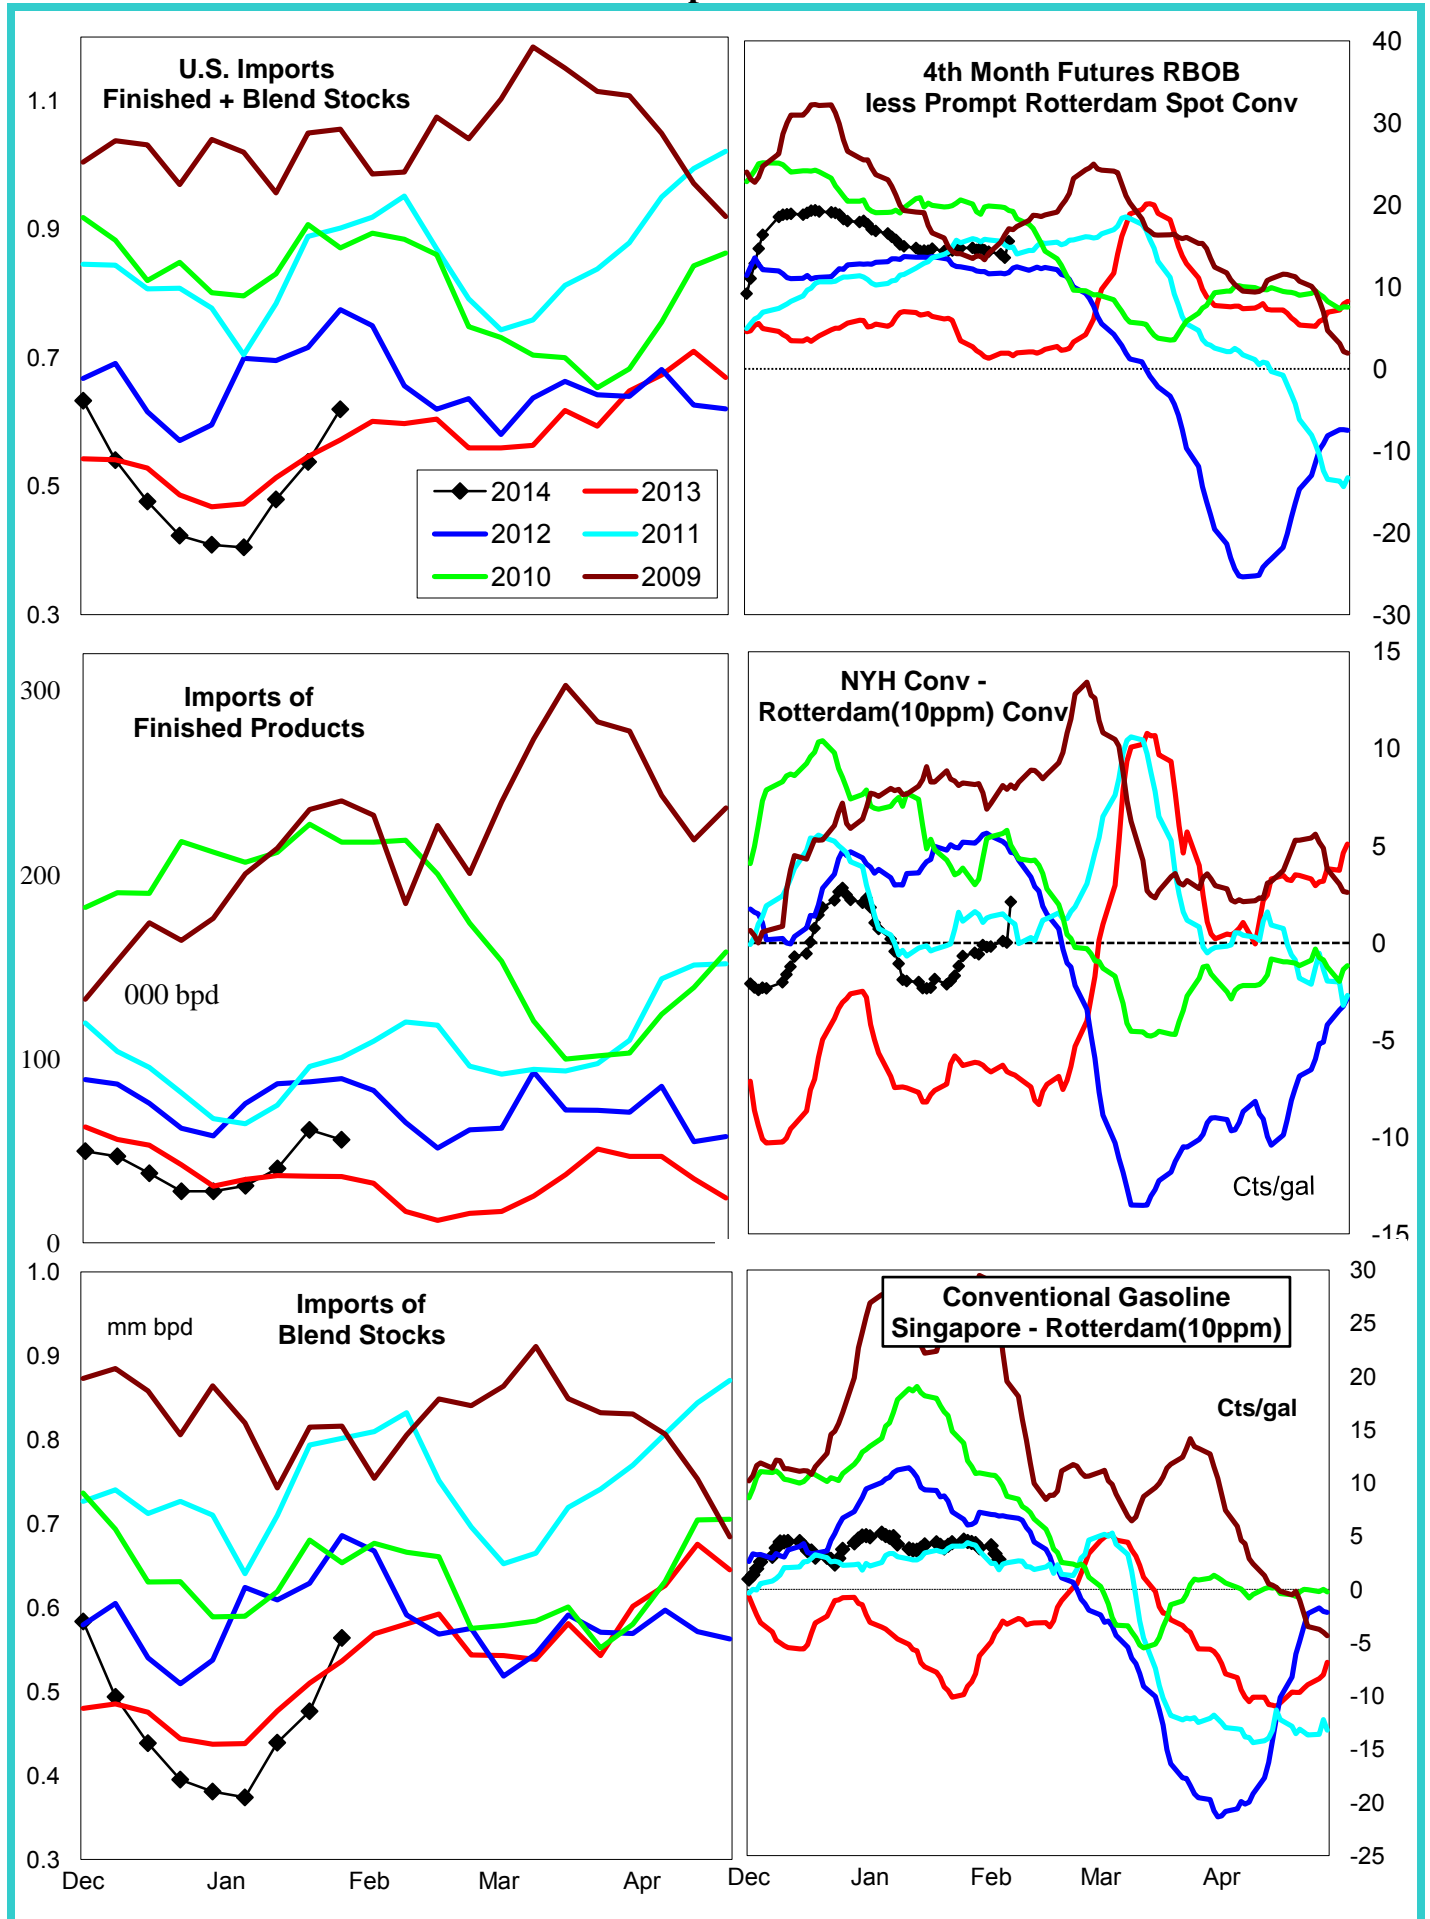 U.S. Imports
Finished + Blend Stocks
1.1
0.9
0.7
0.5
0.3
2014
2013
2012
2011
2010
2009
4th Month Futures RBOB
less Prompt Rotterdam Spot Conv
40
30
20
10
0
-10
-20
-30
Imports of
Finished Products
300
200
100
0
000 bpd
NYH Conv -
Rotterdam(10ppm) Conv
15
10
5
0
-5
-10
-15
Cts/gal
Imports of
Blend Stocks
mm bpd
1.0
0.9
0.8
0.7
0.6
0.5
0.4
0.3
Dec
Jan
Feb
Mar
Apr
Conventional Gasoline
Singapore - Rotterdam(10ppm)
Cts/gal
30
25
20
15
10
5
0
-5
-10
-15
-20
-25
Dec
Jan
Feb
Mar
Apr